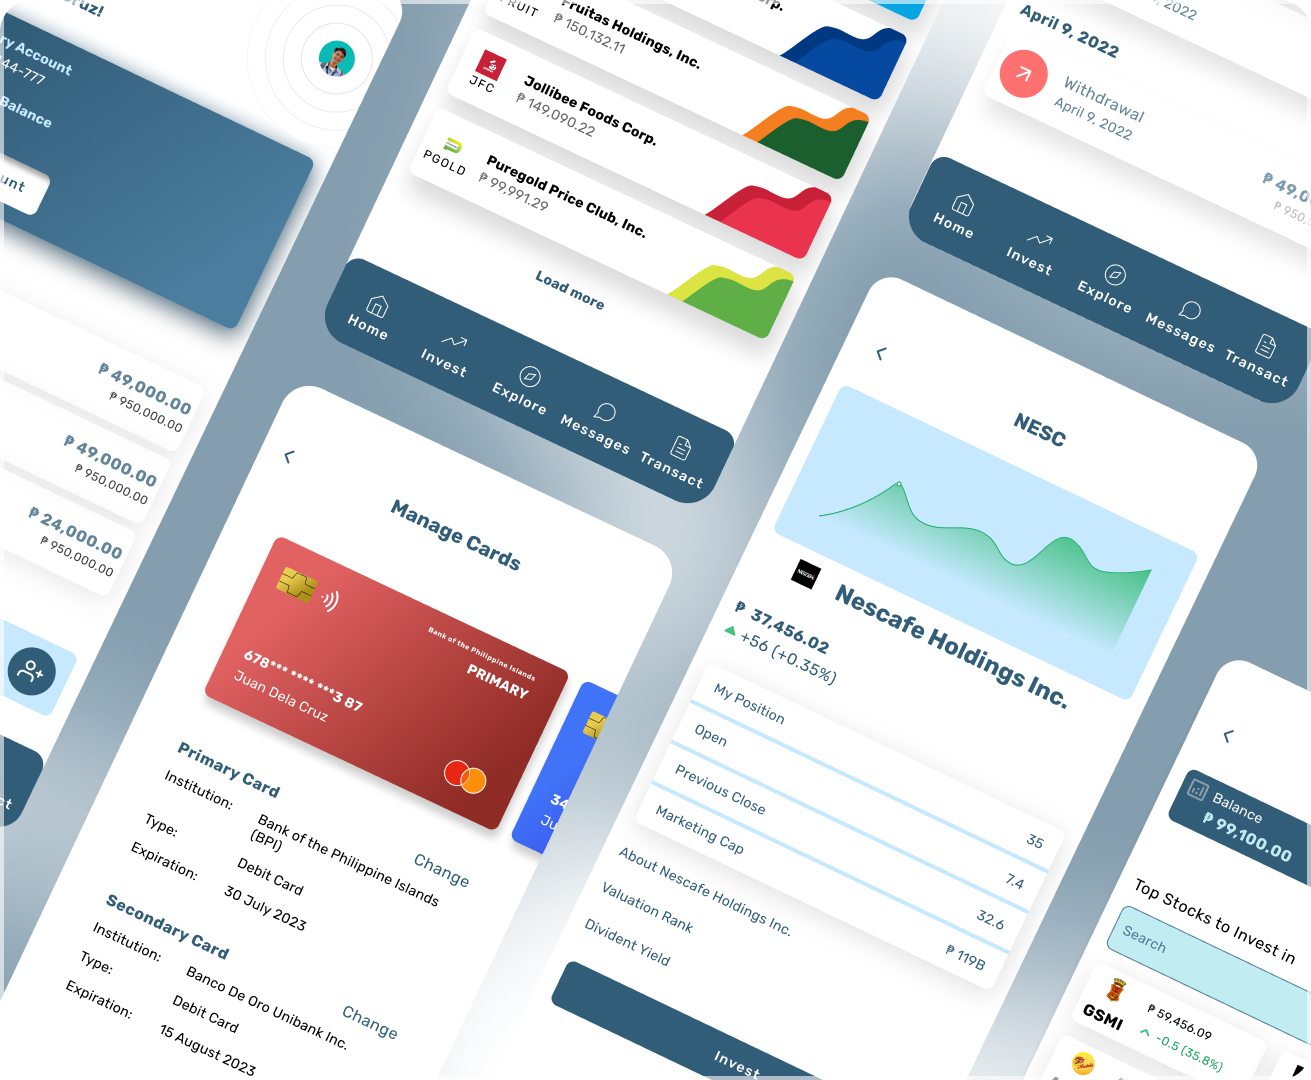 Cruz!
ry Account
44-777
Balance
unt
₱ 49,000.00
₱ 950,000.00
₱ 49,000.00
₱ 950,000.00
₱ 24,000.00
₱ 950,000.00
ct
FRUIT
Fruitas Holdings, Inc.
₱ 150,132.11
JFC
Jollibee Foods Corp.
₱ 149,090.22
PGOLD
Puregold Price Club, Inc.
₱ 99,991.29
Load more
Home
Invest
Explore
Messages
Transact
Manage Cards
Bank of the Philippine Islands
PRIMARY
678*** **** ***3 87
Juan Dela Cruz
34
Ju
Primary Card
Institution:
Bank of the Philippine Islands
(BPI)
Type:
Debit Card
Expiration:
30 July 2023
Change
Secondary Card
Institution:
Banco De Oro Unibank Inc.
Type:
Debit Card
Expiration:
15 August 2023
Change
April 9, 2022
Withdrawal
April 9, 2022
₱ 49,0
₱ 950,
Home
Invest
Explore
Messages
Transact
NESC
Nescafe Holdings Inc.
₱ 37,456.02
+56 (+0.35%)
My Position
35
Open
7.4
Previous Close
32.6
Marketing Cap
₱ 119B
About Nescafe Holdings Inc.
Valuation Rank
Divident Yield
Invest
Balance
₱ 99,100.00
Top Stocks to Invest in
Search
GSMI
₱ 59,456.09
-0.5 (35.8%)